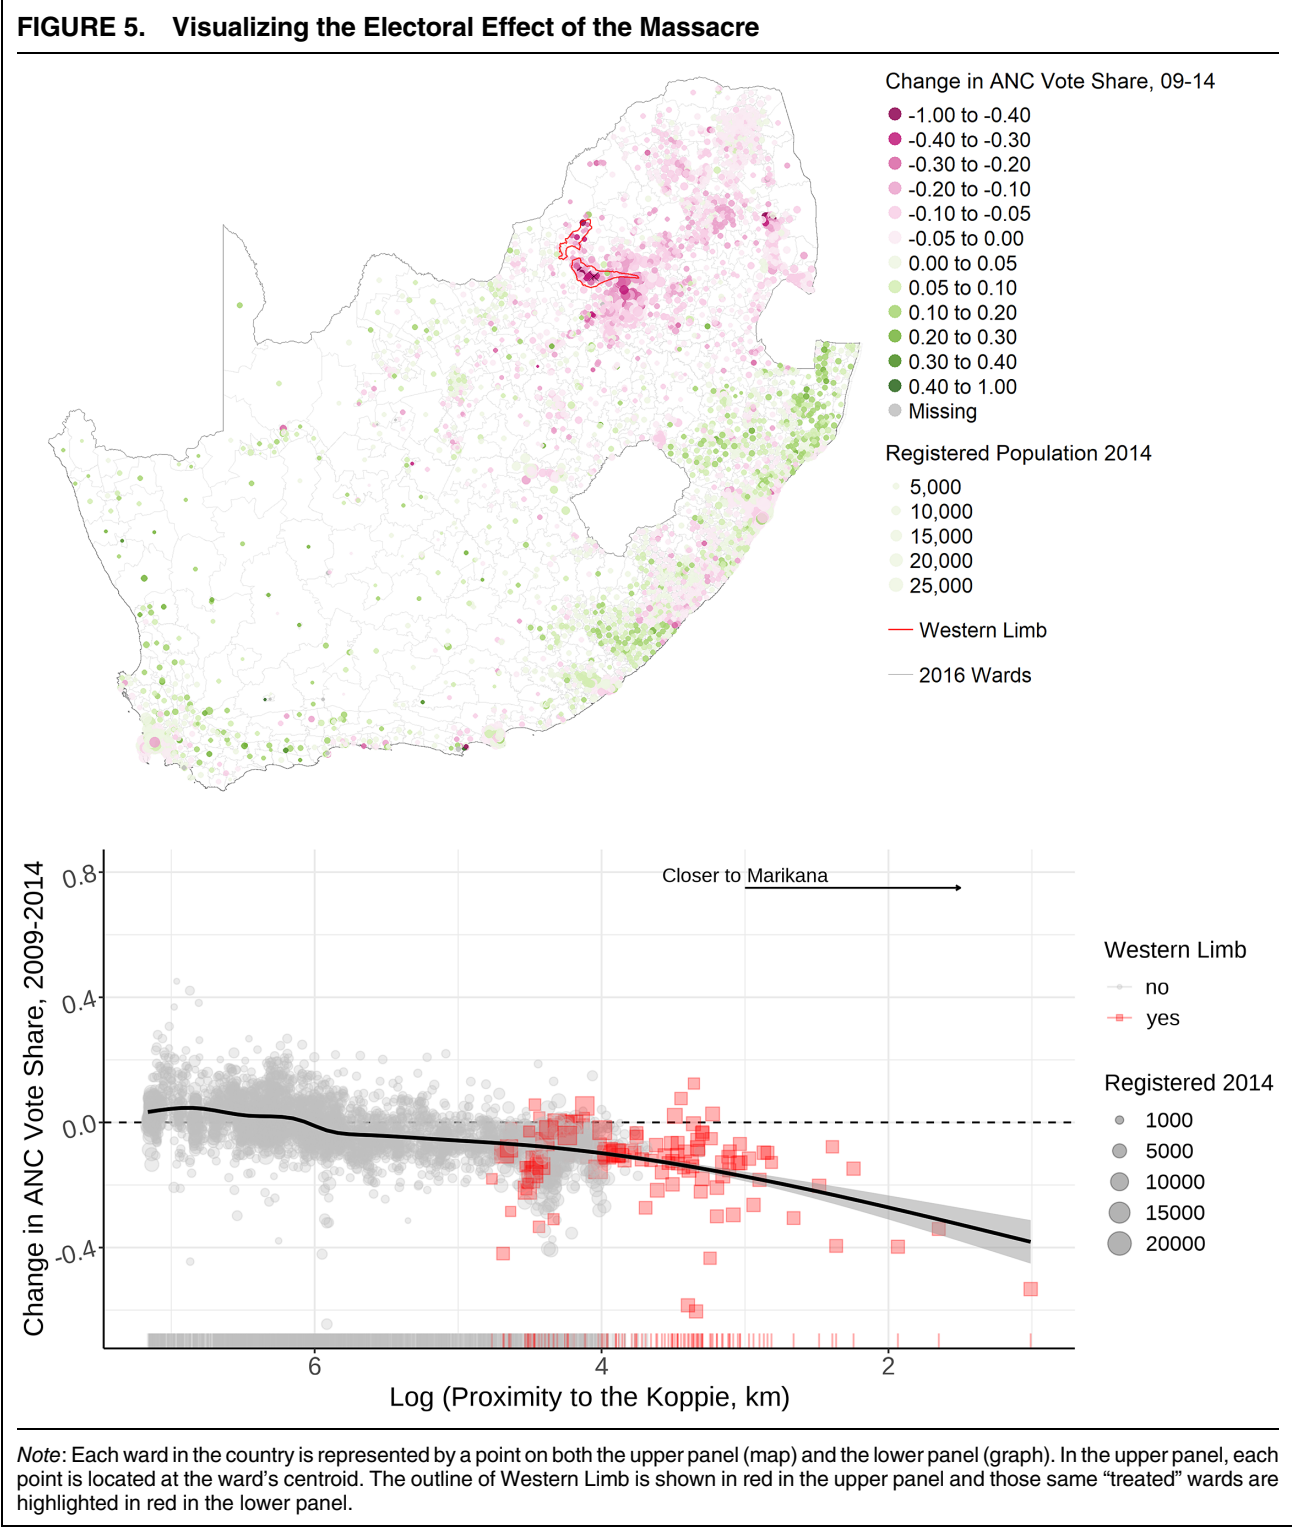 FIGURE 5. Visualizing the Electoral Effect of the Massacre
Change in ANC Vote Share, 09-14
-1.00 to -0.40
-0.40 to -0.30
-0.30 to -0.20
-0.20 to -0.10
-0.10 to -0.05
-0.05 to 0.00
0.00 to 0.05
0.05 to 0.10
0.10 to 0.20
0.20 to 0.30
0.30 to 0.40
0.40 to 1.00
Missing
Registered Population 2014
5,000
10,000
15,000
20,000
25,000
Western Limb
2016 Wards
Change in ANC Vote Share, 2009-2014
0.8
0.4
0.0
-0.4
Closer to Marikana
6
4
2
Log (Proximity to the Koppie, km)
Western Limb
no
yes
Registered 2014
1000
5000
10000
15000
20000
Note: Each ward in the country is represented by a point on both the upper panel (map) and the lower panel (graph). In the upper panel, each
point is located at the ward's centroid. The outline of Western Limb is shown in red in the upper panel and those same “treated” wards are
highlighted in red in the lower panel.